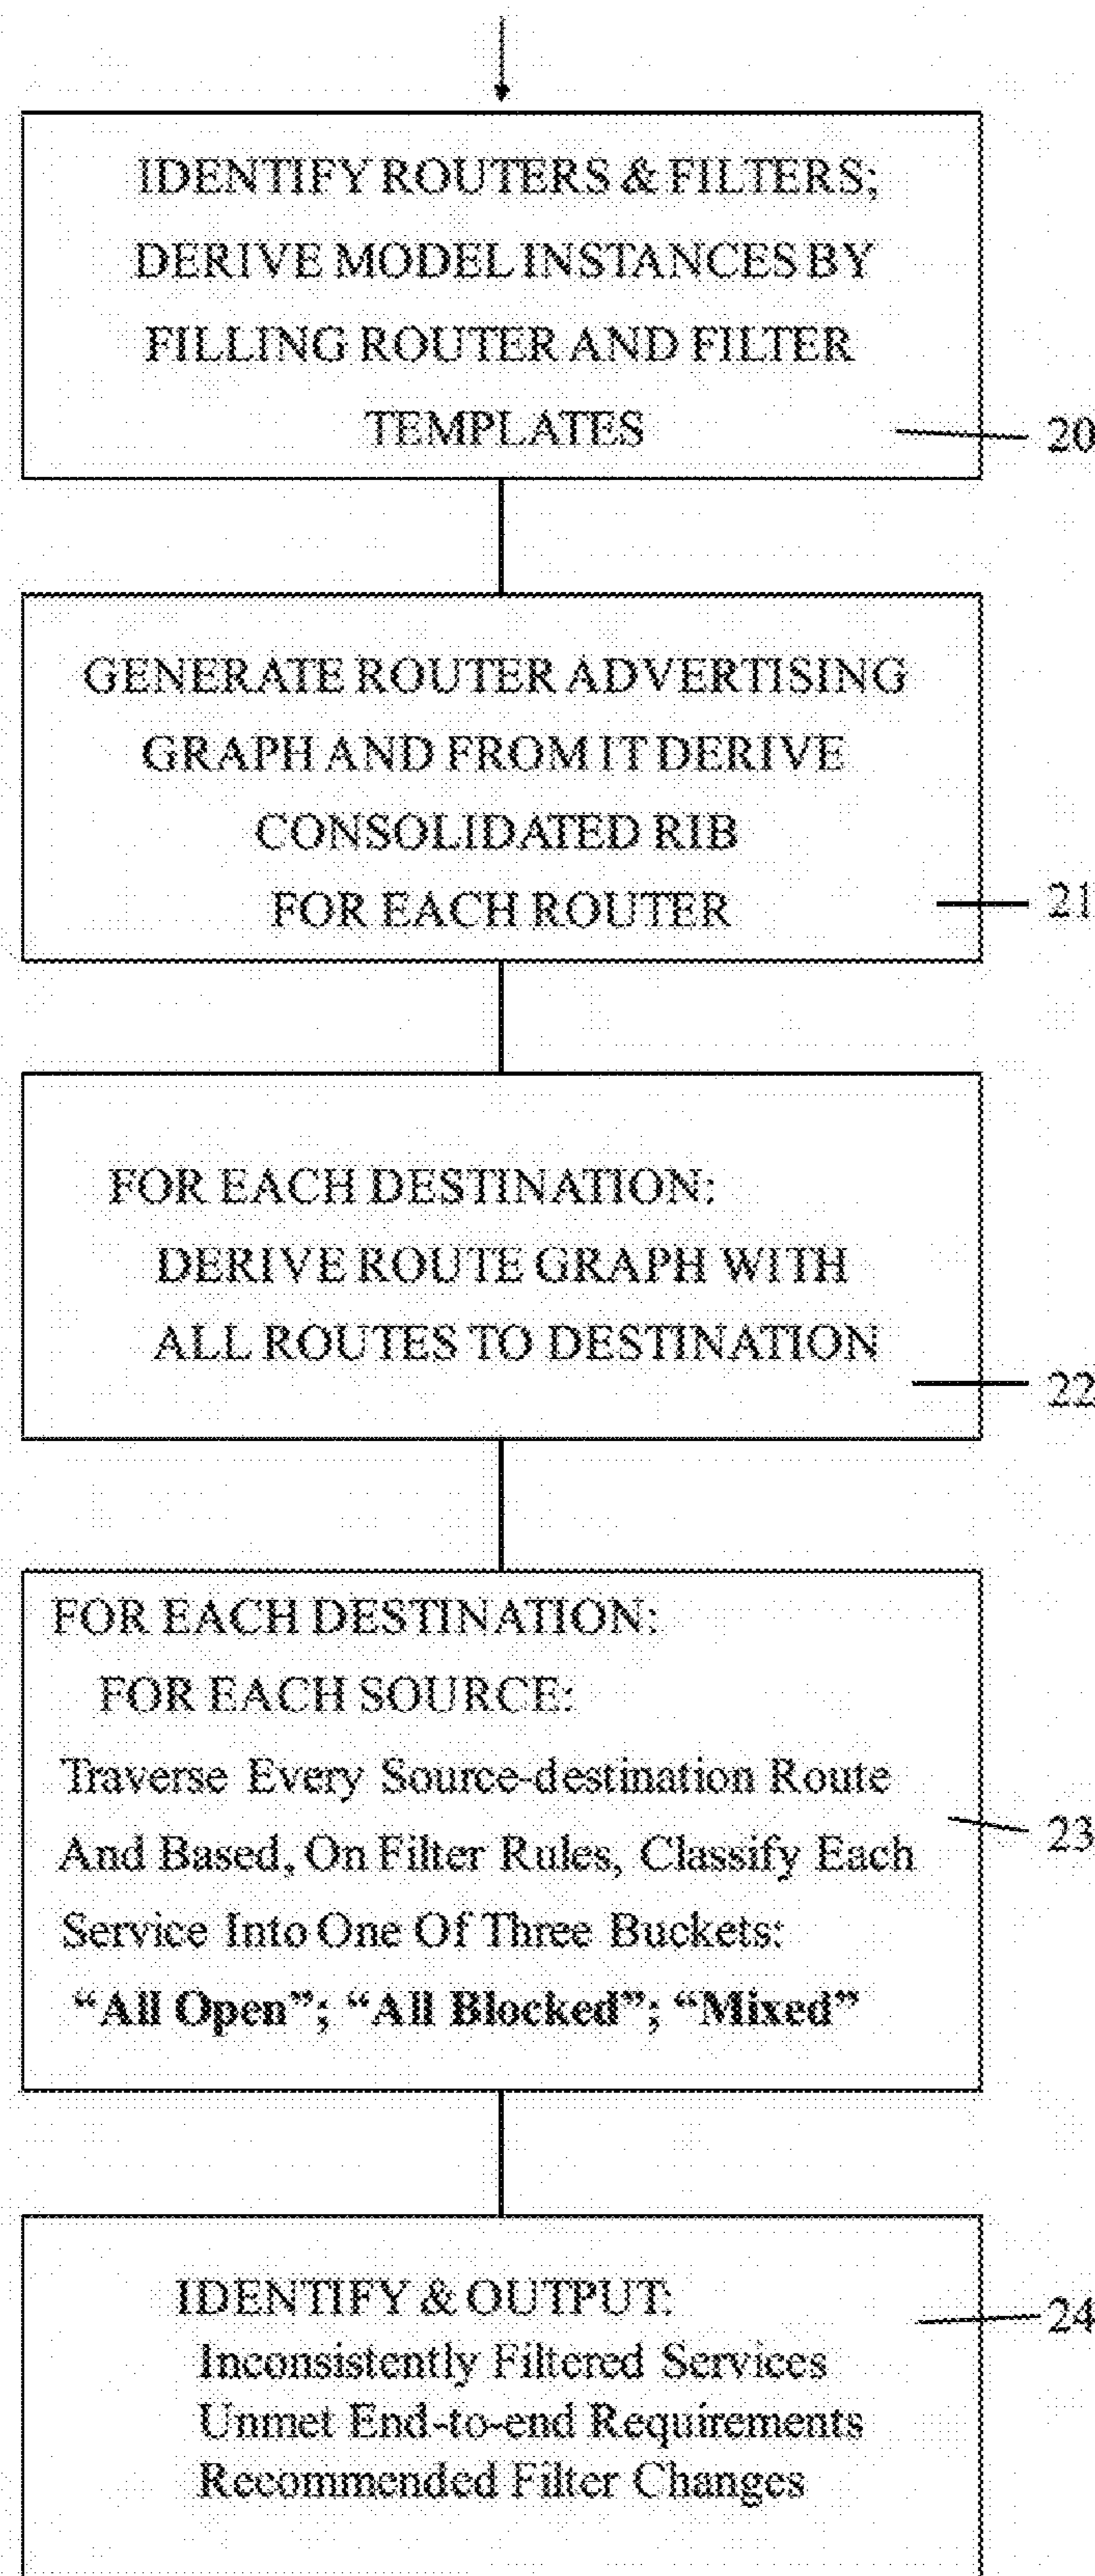 IDENTIFY ROUTERS & FILTERS;
DERIVE MODEL INSTANCES BY
FILLING ROUTER AND FILTER
TEMPLATES
20
GENERATE ROUTER ADVERTISING
GRAPH AND FROM IT DERIVE
CONSOLIDATED RIB
FOR EACH ROUTER
21
FOR EACH DESTINATION:
DERIVE ROUTE GRAPH WITH
ALL ROUTES TO DESTINATION
22
FOR EACH DESTINATION:
FOR EACH SOURCE:
Traverse Every Source-destination Route
And Based, On Filter Rules, Classify Each
Service Into One Of Three Buckets:
“All Open”; “All Blocked”; “Mixed”
23
IDENTIFY & OUTPUT:
Inconsistently Filtered Services
Unmet End-to-end Requirements
Recommended Filter Changes
24